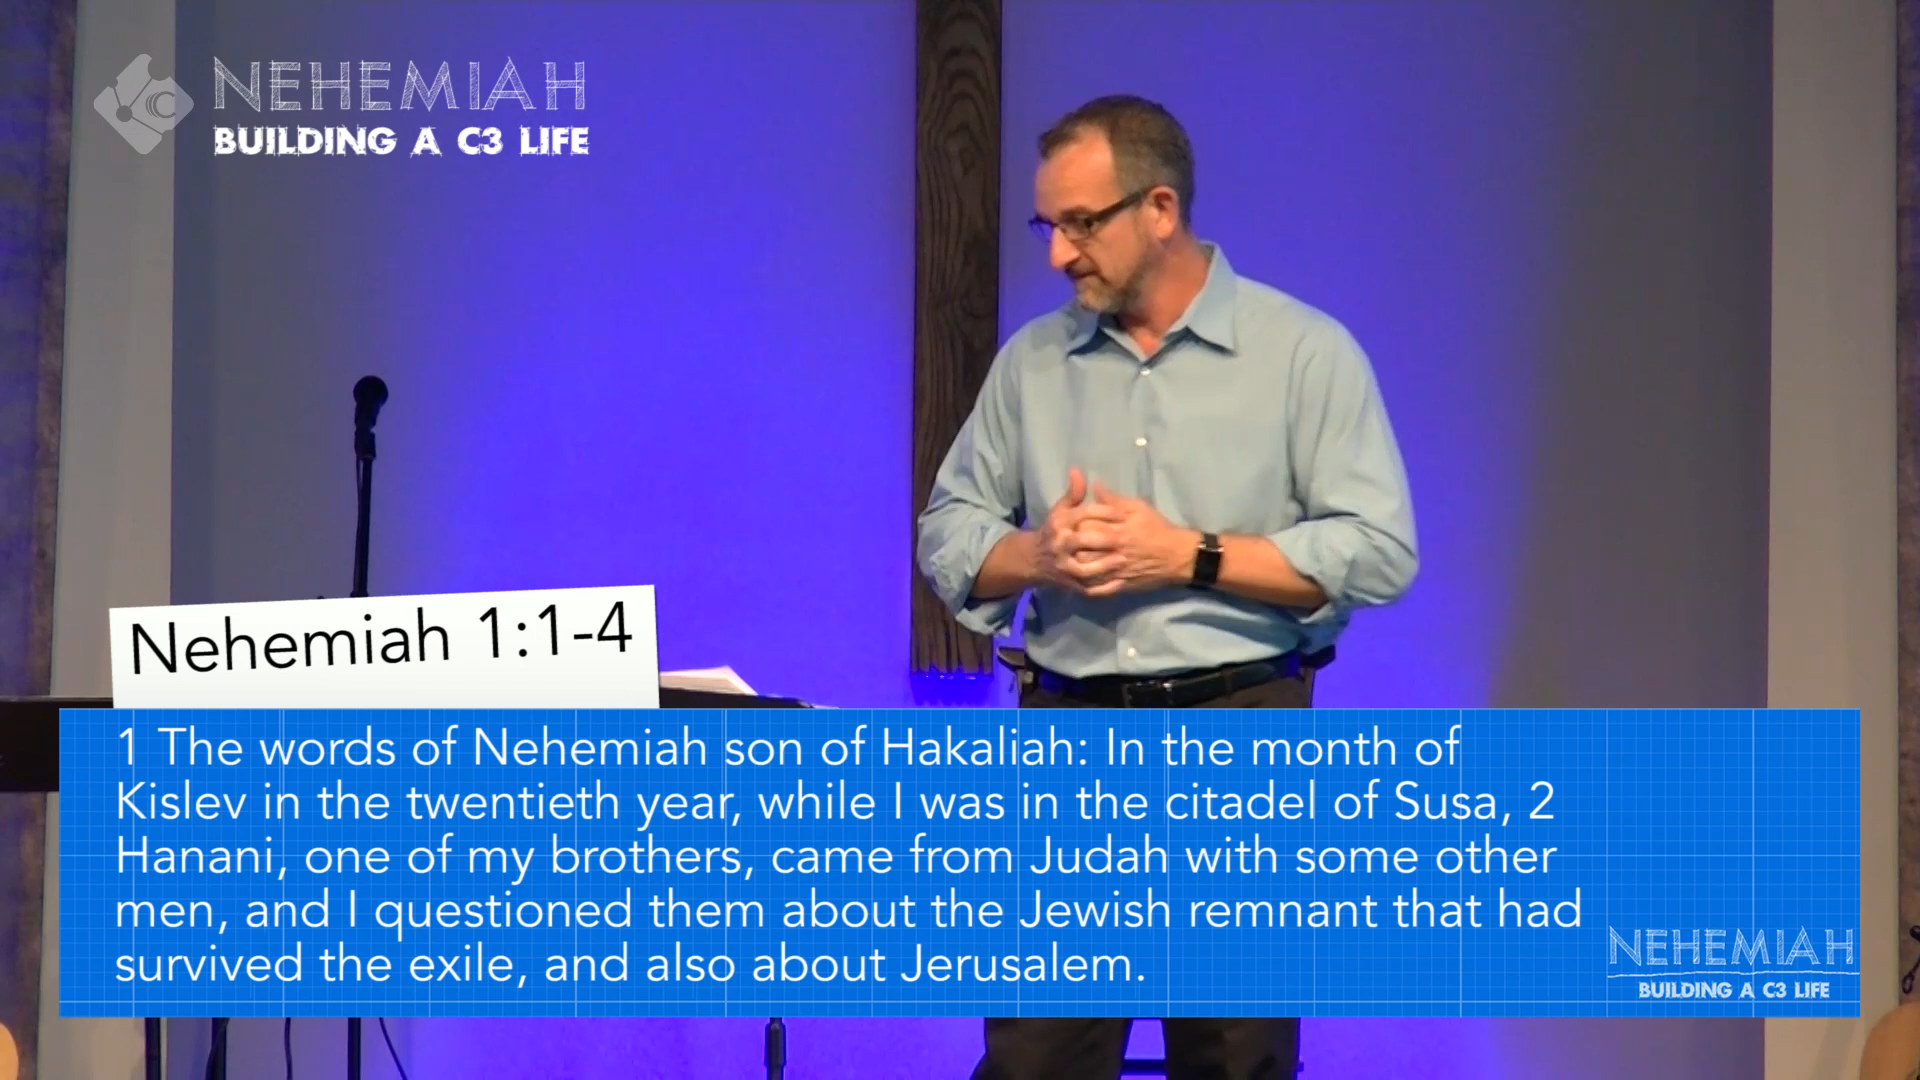 NEHEMIAH
BUILDING A C3 LIFE
Nehemiah 1:1-4
1 The words of Nehemiah son of Hakaliah: In the month of
Kislev in the twentieth year, while I was in the citadel of Susa, 2
Hanani, one of my brothers, came from Judah with some other
men, and I questioned them about the Jewish remnant that had
survived the exile, and also about Jerusalem.
NEHEMIAH
BUILDING A C3 LIFE